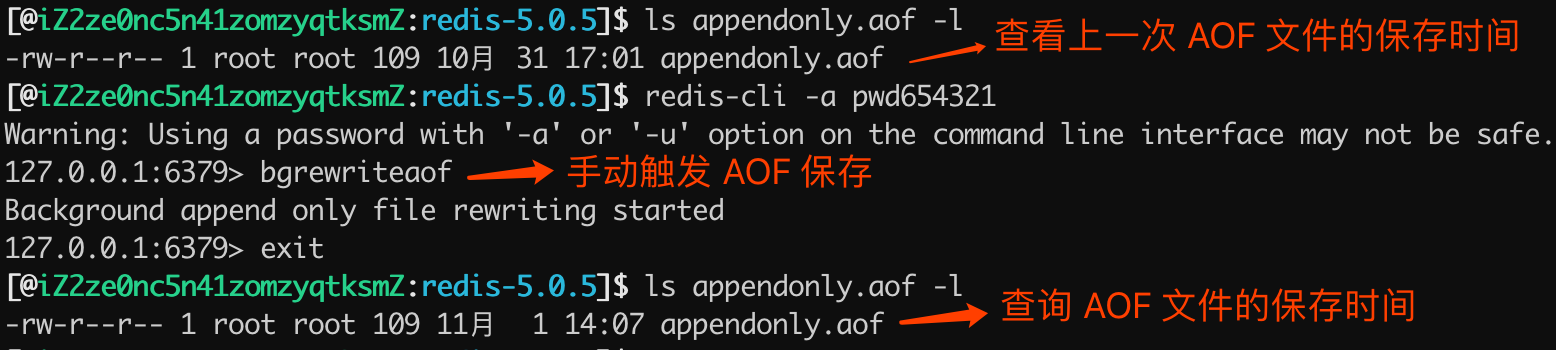 [@iZ2ze0nc5n41zomzyqtksmZ:redis-5.0.5]$ ls appendonly.aof -l
-rw-r--r-- 1 root root 109 10月 31 17:01 appendonly.aof 查看上一次 AOF 文件的保存时间
[@iZ2ze0nc5n41zomzyqtksmZ:redis-5.0.5]$ redis-cli -a pwd654321
Warning: Using a password with '-a' or '-u' option on the command line interface may not be safe.
127.0.0.1:6379> bgrewriteaof 手动触发 AOF 保存
Background append only file rewriting started
127.0.0.1:6379> exit
[@iZ2ze0nc5n41zomzyqtksmZ:redis-5.0.5]$ ls appendonly.aof -l
-rw-r--r-- 1 root root 109 11月  1 14:07 appendonly.aof 查询 AOF 文件的保存时间